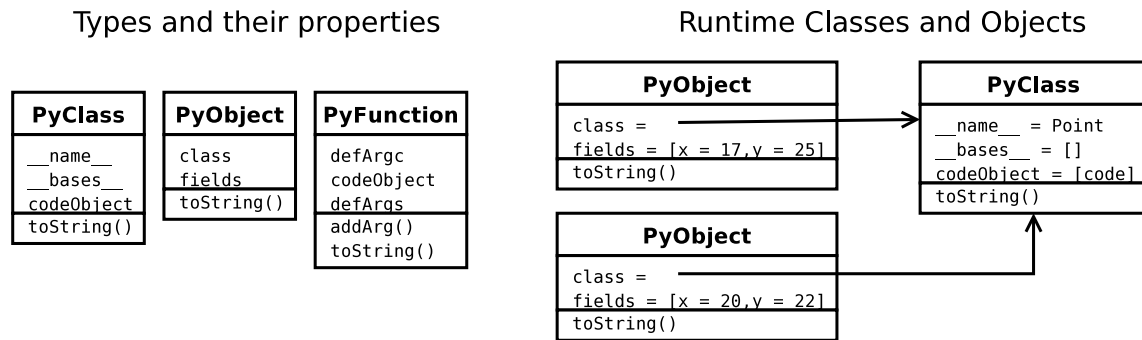 Types and their properties
PyClass
__name__
__bases__
codeObject
toString()
PyObject
class
fields
toString()
PyFunction
defArgc
codeObject
defArgs
addArg()
toString()
Runtime Classes and Objects
PyObject
class =
fields = [x = 17,y = 25]
toString()
PyClass
__name__ = Point
__bases__ = []
codeObject = [code]
toString()
PyObject
class =
fields = [x = 20,y = 22]
toString()